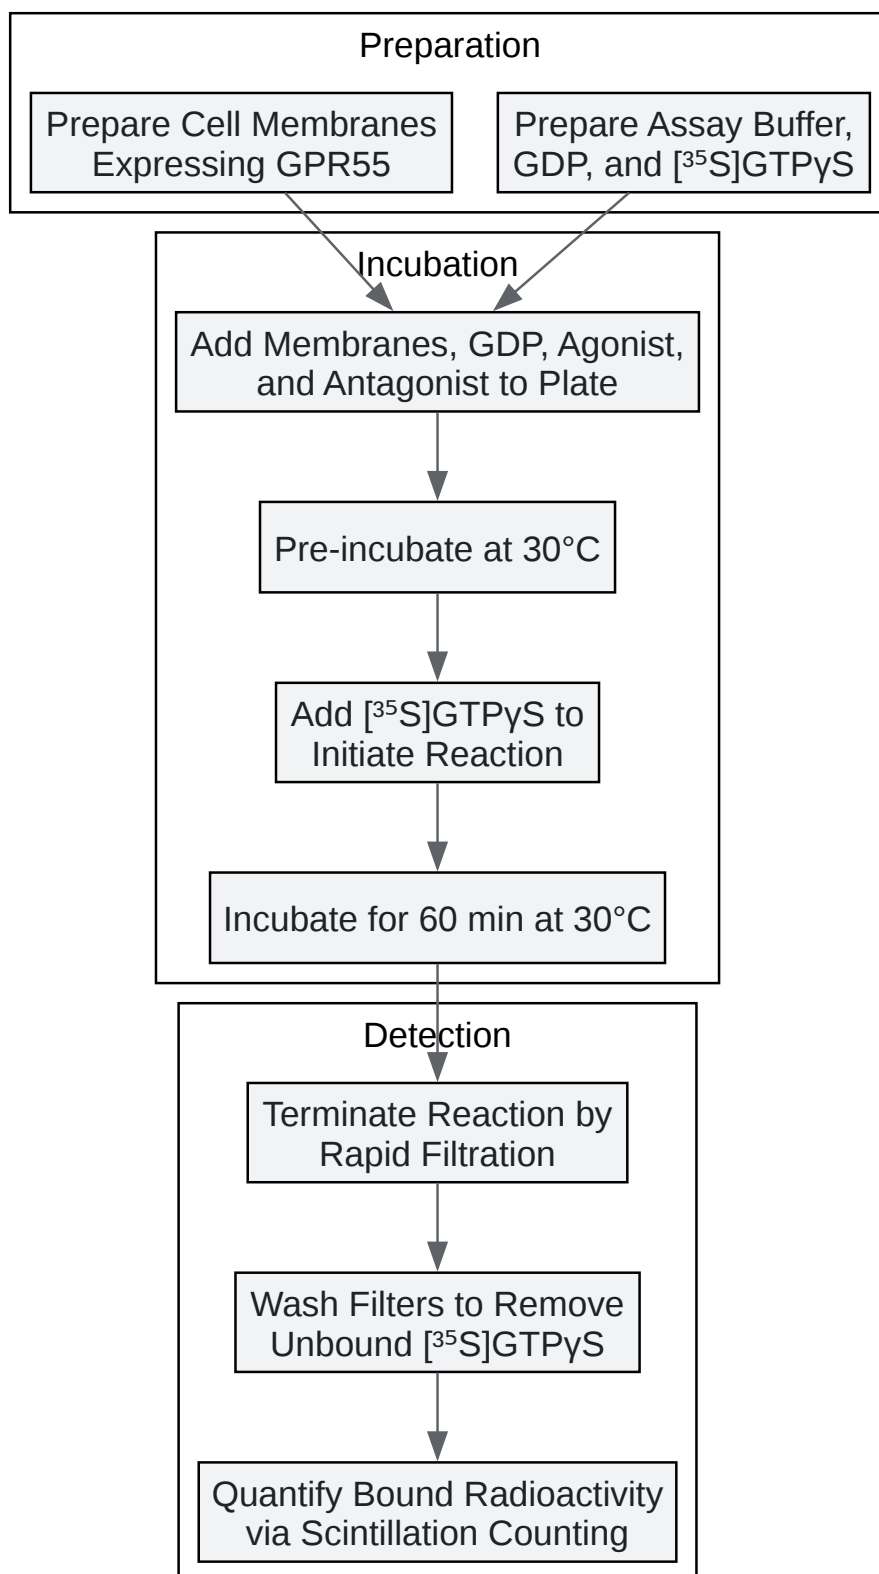 Preparation
Prepare Cell Membranes
Expressing GPR55
Prepare Assay Buffer,
GDP, and [³⁵S]GTPγS
Incubation
Add Membranes, GDP, Agonist,
and Antagonist to Plate
Pre-incubate at 30°C
Add [³⁵S]GTPγS to
Initiate Reaction
Incubate for 60 min at 30°C
Detection
Terminate Reaction by
Rapid Filtration
Wash Filters to Remove
Unbound [³⁵S]GTPγS
Quantify Bound Radioactivity
via Scintillation Counting